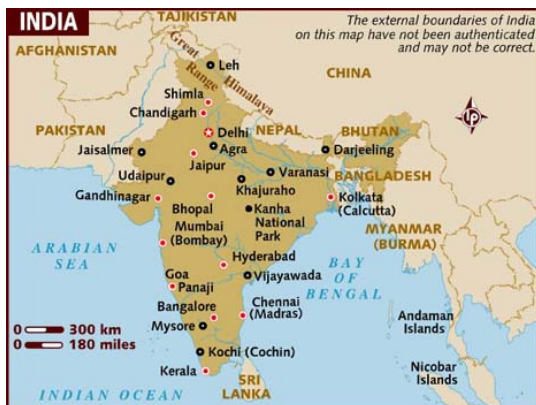 INDIA
The external boundaries of India
on this map have not been authenticated
and may not be correct.
TAJIKISTAN
AFGHANISTAN
Great
Range Himalaya
Leh
CHINA
Shimla
Chandigarh
PAKISTAN
Delhi
NEPAL
BHUTAN
Jaisalmer
Agra
Darjeeling
Jaipur
Varanasi
BANGLADESH
Udaipur
Khajuraho
Gandhinagar
Bhopal
Kanha
National
Park
Kolkata
(Calcutta)
Mumbai
(Bombay)
MYANMAR
(BURMA)
ARABIAN
SEA
Hyderabad
BAY
OF
BENGAL
Goa
Panaji
Vijayawada
Bangalore
Chennai
(Madras)
Andaman
Islands
0 300 km
0 180 miles
Mysore
Kochi (Cochin)
Nicobar
Islands
Kerala
SRI
LANKA
INDIAN OCEAN
LP